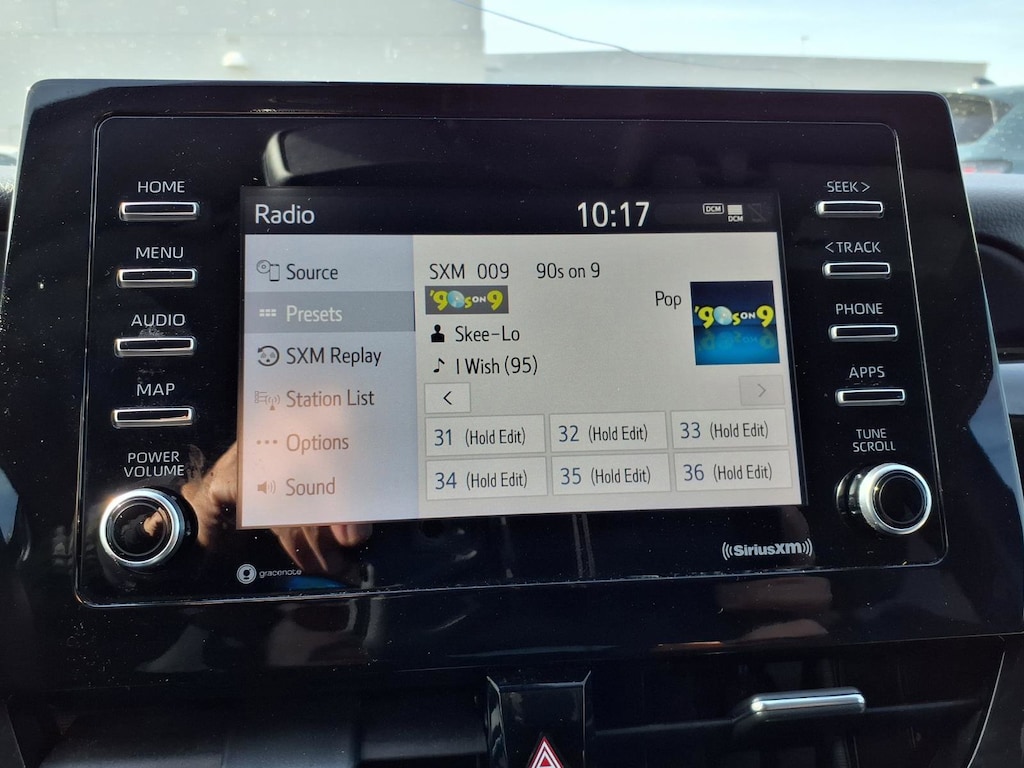 HOME
MENU
AUDIO
MAP
POWER
VOLUME
Radio
10:17
DCM
DCM
Source
Presets
SXM Replay
Station List
Options
Sound
SXM 009 90s on 9
'90s ON 9
Pop
'90s ON 9
Skee-Lo
I Wish (95)
<
>
31 (Hold Edit)
32 (Hold Edit)
33 (Hold Edit)
34 (Hold Edit)
35 (Hold Edit)
36 (Hold Edit)
SEEK >
< TRACK
PHONE
APPS
TUNE
SCROLL
gracenote
((SiriusXM))